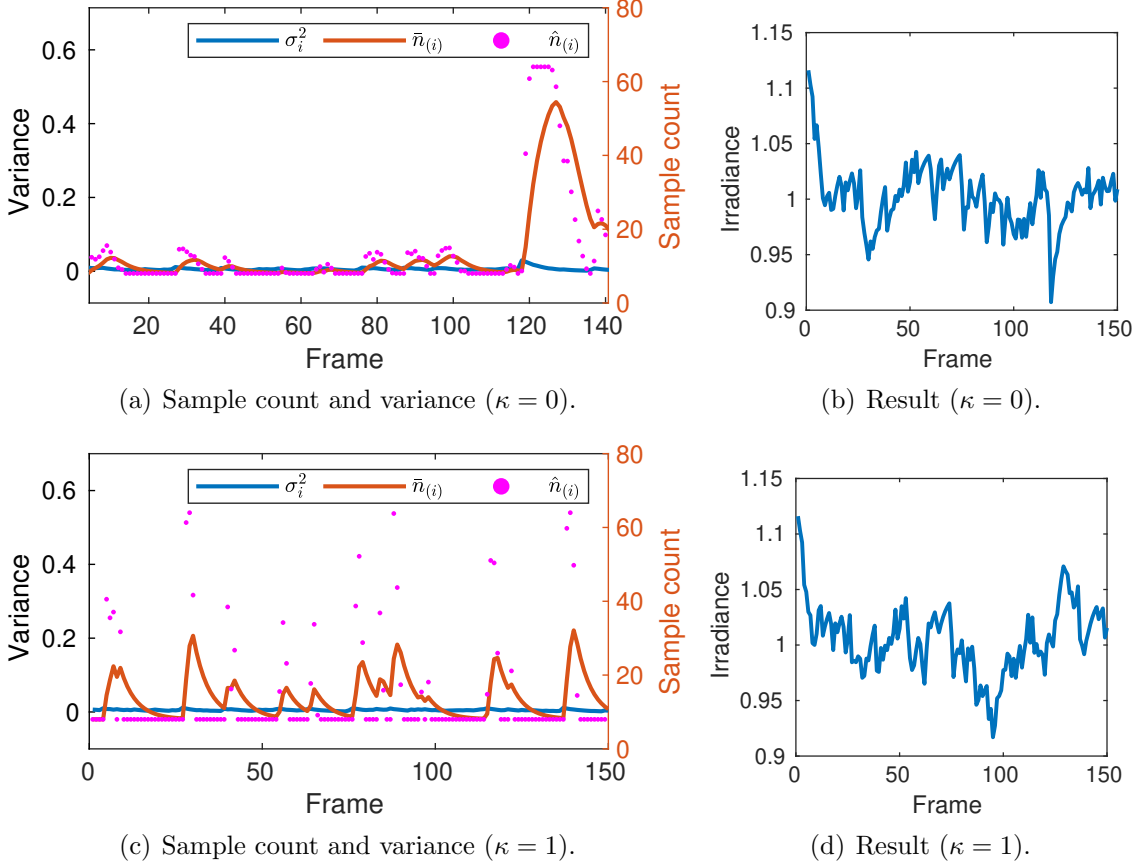 σ_i^2 n̄_(i) n̂_(i)
Variance
0.6
0.4
0.2
0
80
60
40
20
0
Sample count
20 40 60 80 100 120 140
Frame
(a) Sample count and variance (κ = 0).
Irradiance
1.15
1.1
1.05
1
0.95
0.9
0 50 100 150
Frame
(b) Result (κ = 0).
σ_i^2 n̄_(i) n̂_(i)
Variance
0.6
0.4
0.2
0
80
60
40
20
0
Sample count
0 50 100 150
Frame
(c) Sample count and variance (κ = 1).
Irradiance
1.15
1.1
1.05
1
0.95
0.9
0 50 100 150
Frame
(d) Result (κ = 1).